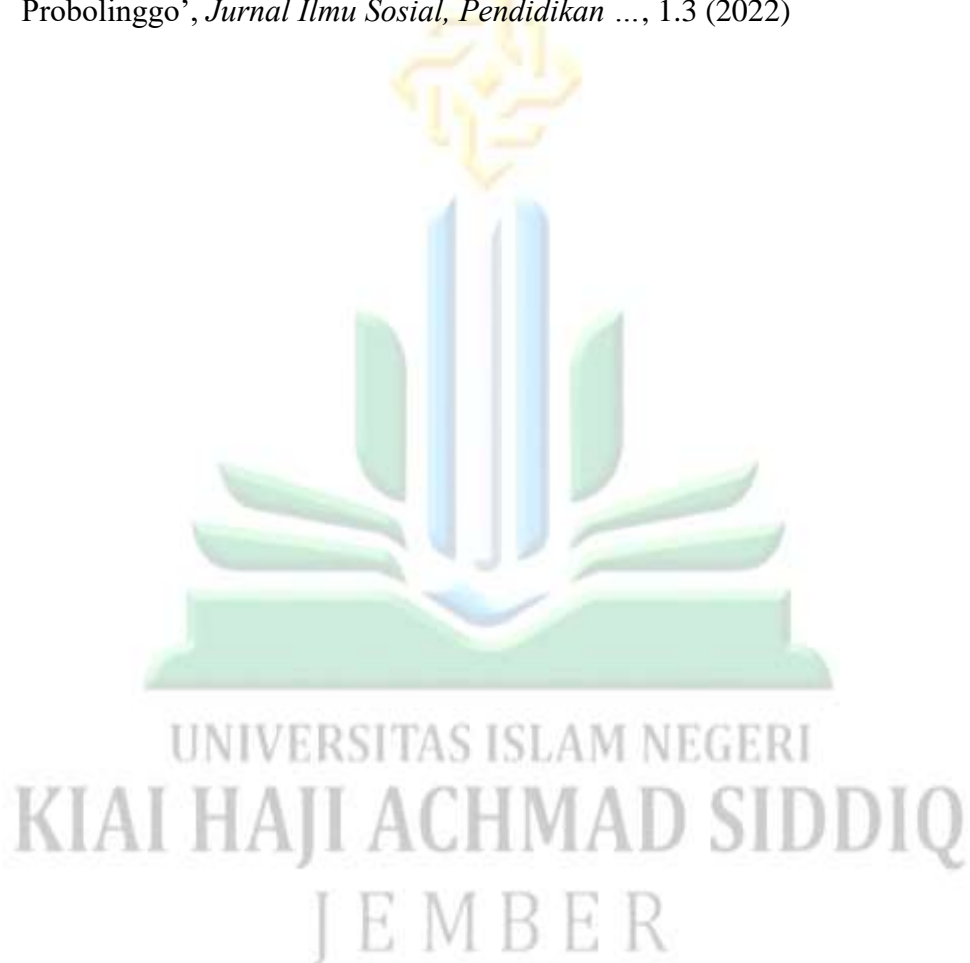 Probolinggo’, Jurnal Ilmu Sosial, Pendidikan …, 1.3 (2022)
UNIVERSITAS ISLAM NEGERI
KIAI HAJI ACHMAD SIDDIQ
JEMBER